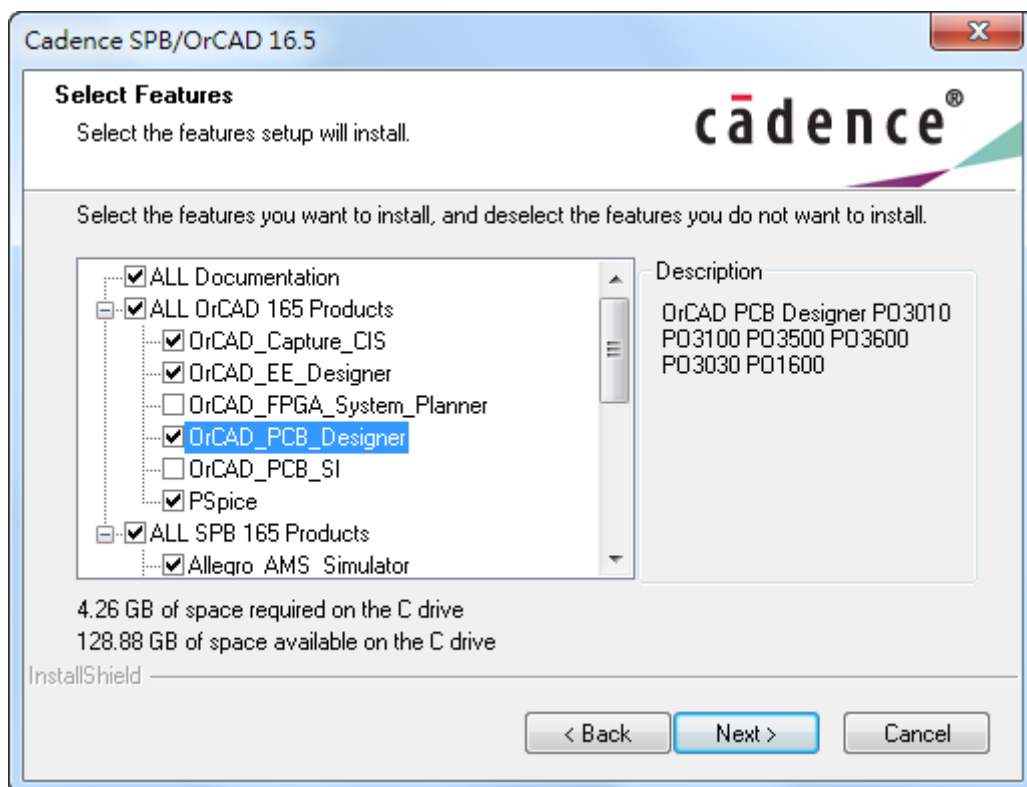 Cadence SPB/OrCAD 16.5
Select Features
Select the features setup will install.
cādence®
Select the features you want to install, and deselect the features you do not want to install.
ALL Documentation
ALL OrCAD 165 Products
OrCAD_Capture_CIS
OrCAD_EE_Designer
OrCAD_FPGA_System_Planner
OrCAD_PCB_Designer
OrCAD_PCB_SI
PSpice
ALL SPB 165 Products
Allegro_AMS_Simulator
Description
OrCAD PCB Designer PO3010
PO3100 PO3500 PO3600
PO3030 PO1600
4.26 GB of space required on the C drive
128.88 GB of space available on the C drive
InstallShield
< Back
Next >
Cancel